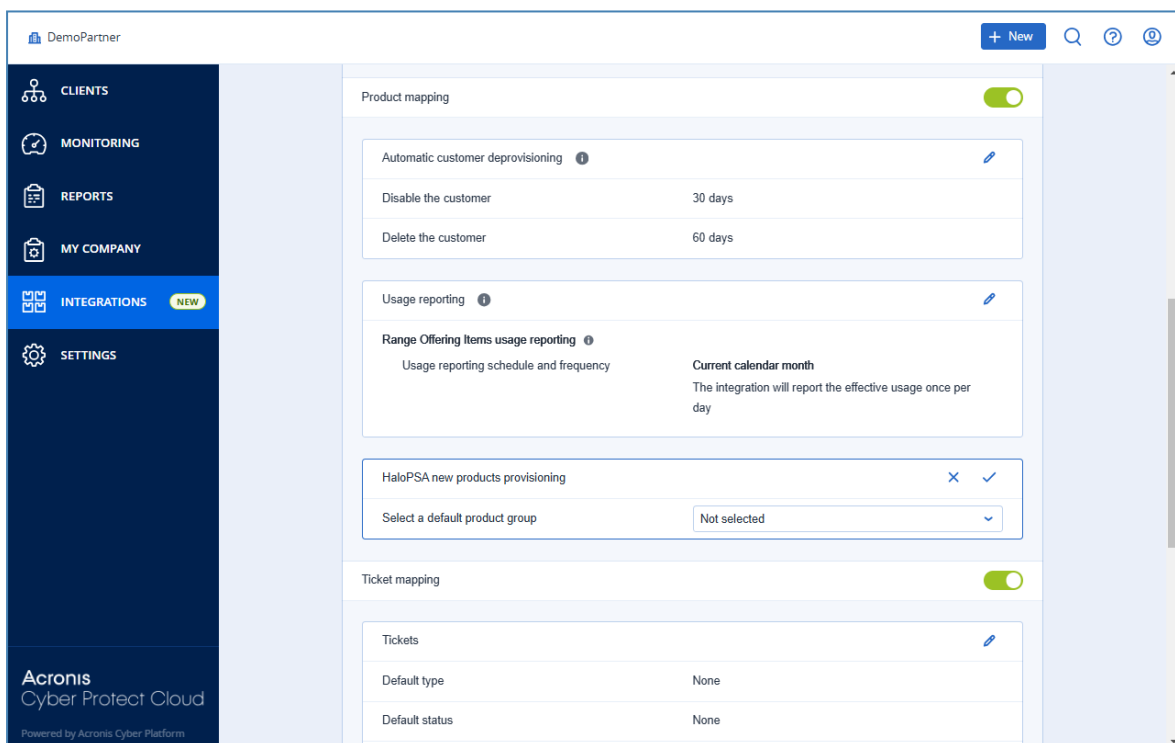 DemoPartner
+ New
CLIENTS
MONITORING
REPORTS
MY COMPANY
INTEGRATIONS NEW
SETTINGS
Acronis
Cyber Protect Cloud
Powered by Acronis Cyber Platform
Product mapping
Automatic customer deprovisioning
Disable the customer 30 days
Delete the customer 60 days
Usage reporting
Range Offering Items usage reporting
Usage reporting schedule and frequency Current calendar month
The integration will report the effective usage once per
day
HaloPSA new products provisioning
Select a default product group Not selected
Ticket mapping
Tickets
Default type None
Default status None